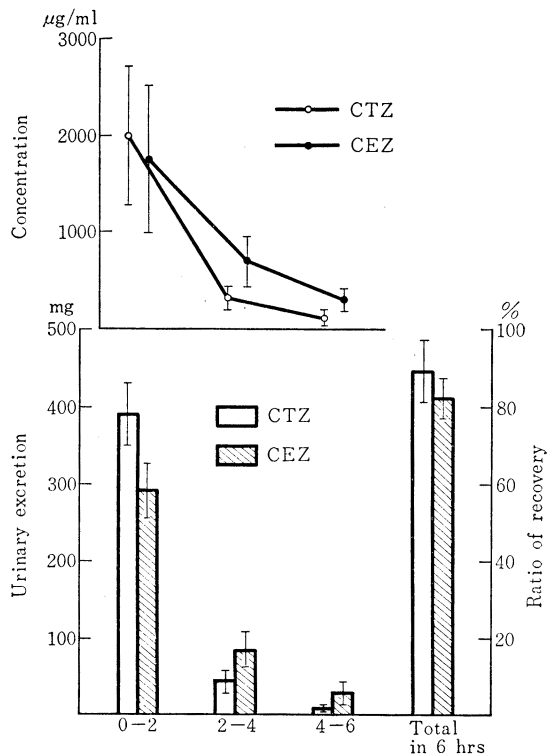 μg/ml
3000
2000
1000
Concentration
CTZ
CEZ
mg
500
400
300
200
100
Urinary excretion
CTZ
CEZ
%
100
80
60
40
20
Ratio of recovery
0-2
2-4
4-6
Total
in 6 hrs